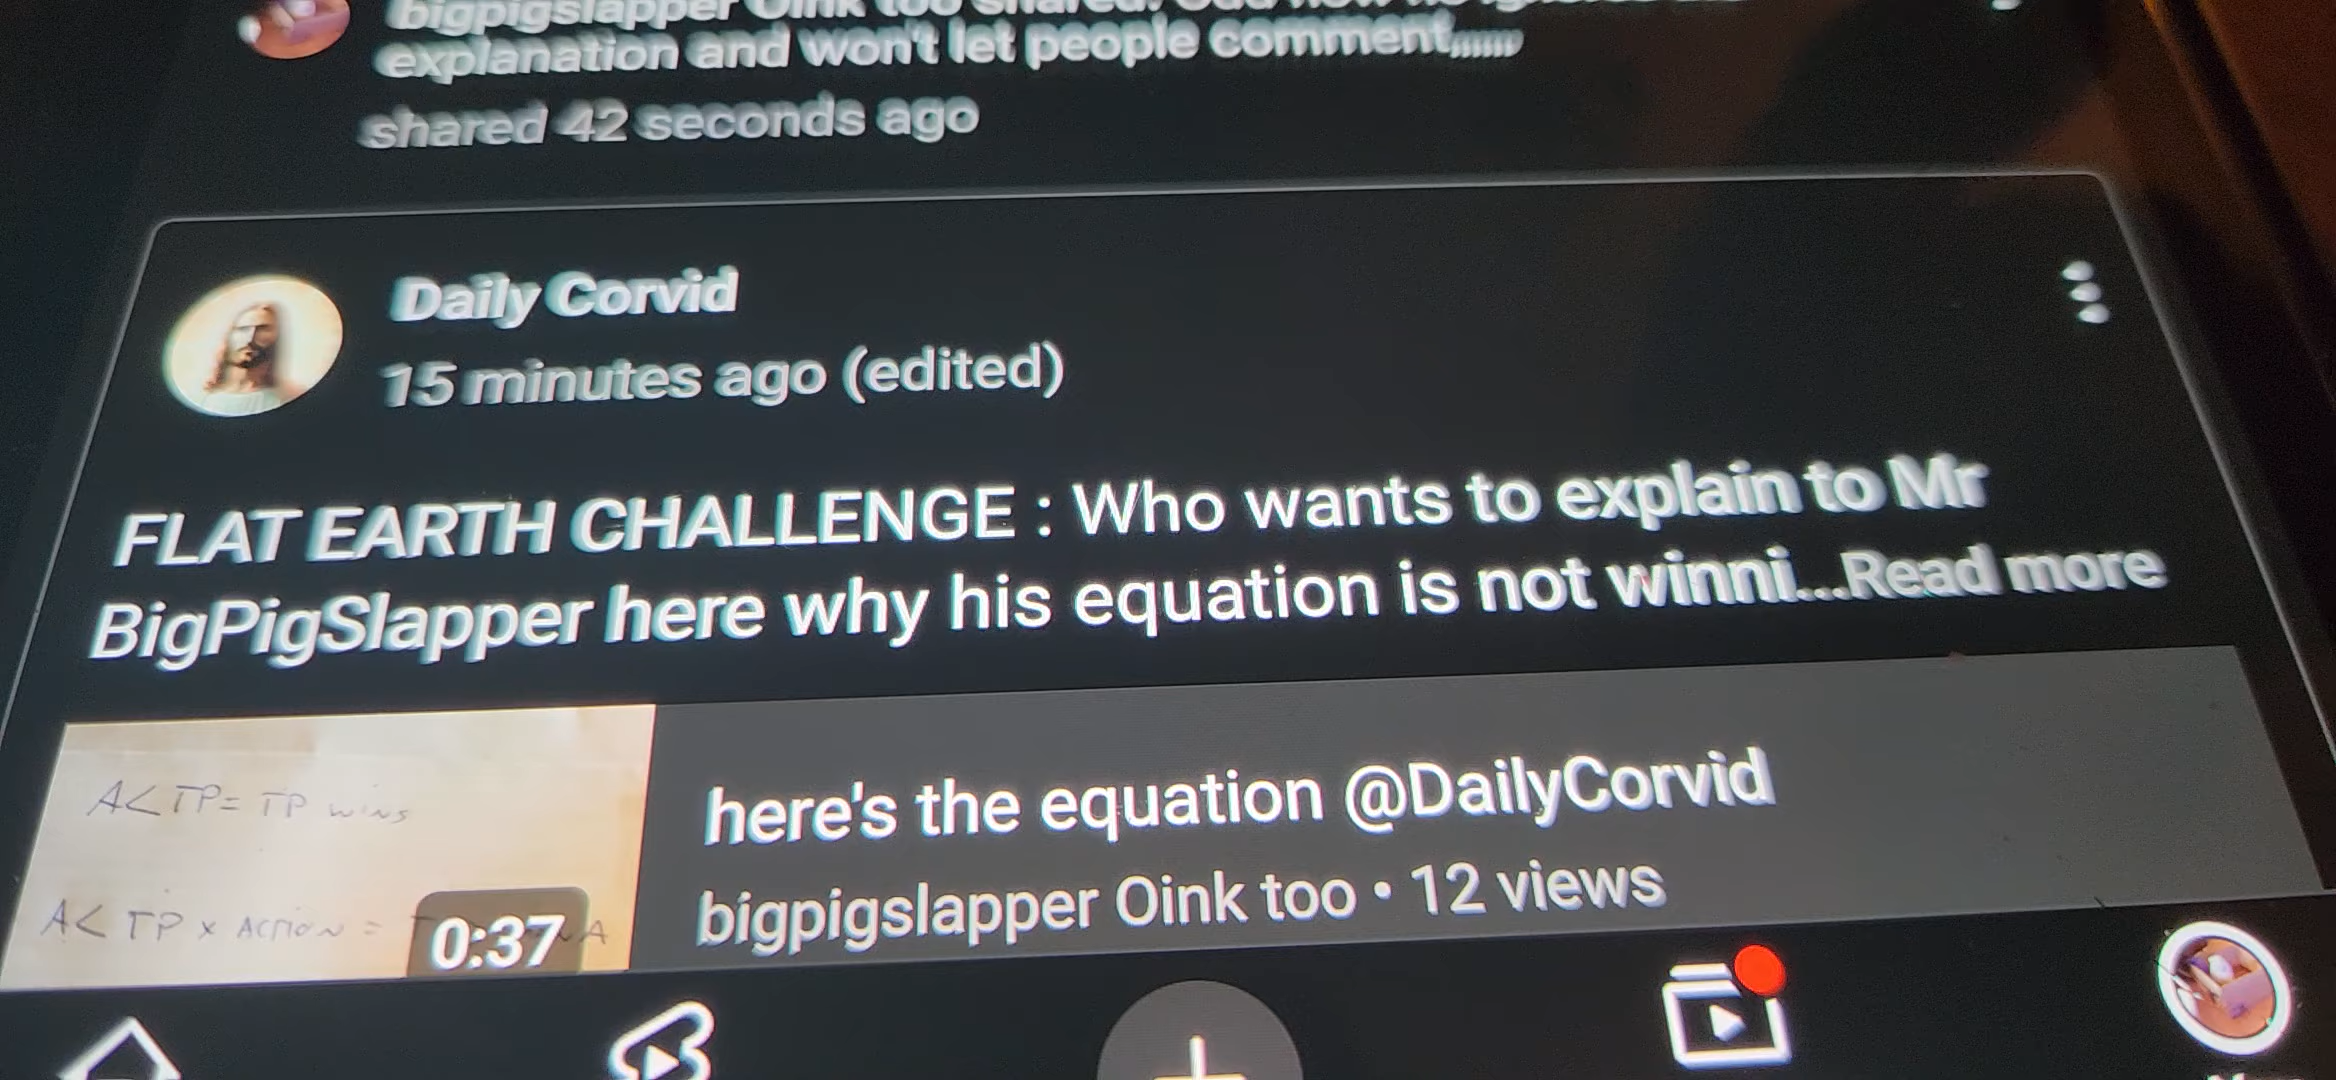 bigpigslapper Oink too shared:
explanation and won't let people comment,,,,,,
shared 42 seconds ago
Daily Corvid
15 minutes ago (edited)
FLAT EARTH CHALLENGE : Who wants to explain to Mr
BigPigSlapper here why his equation is not winni...Read more
A< TP= TP wins
here's the equation @DailyCorvid
A< TP x ACTION =
0:37
bigpigslapper Oink too • 12 views